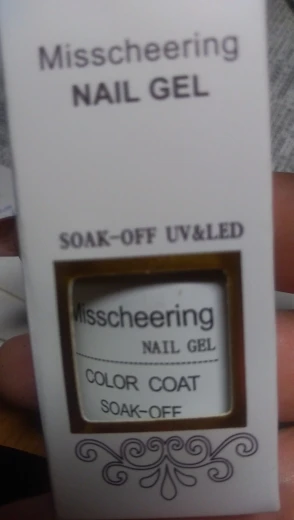 Misscheering
NAIL GEL
SOAK-OFF UV&LED
Misscheering
NAIL GEL
COLOR COAT
SOAK-OFF